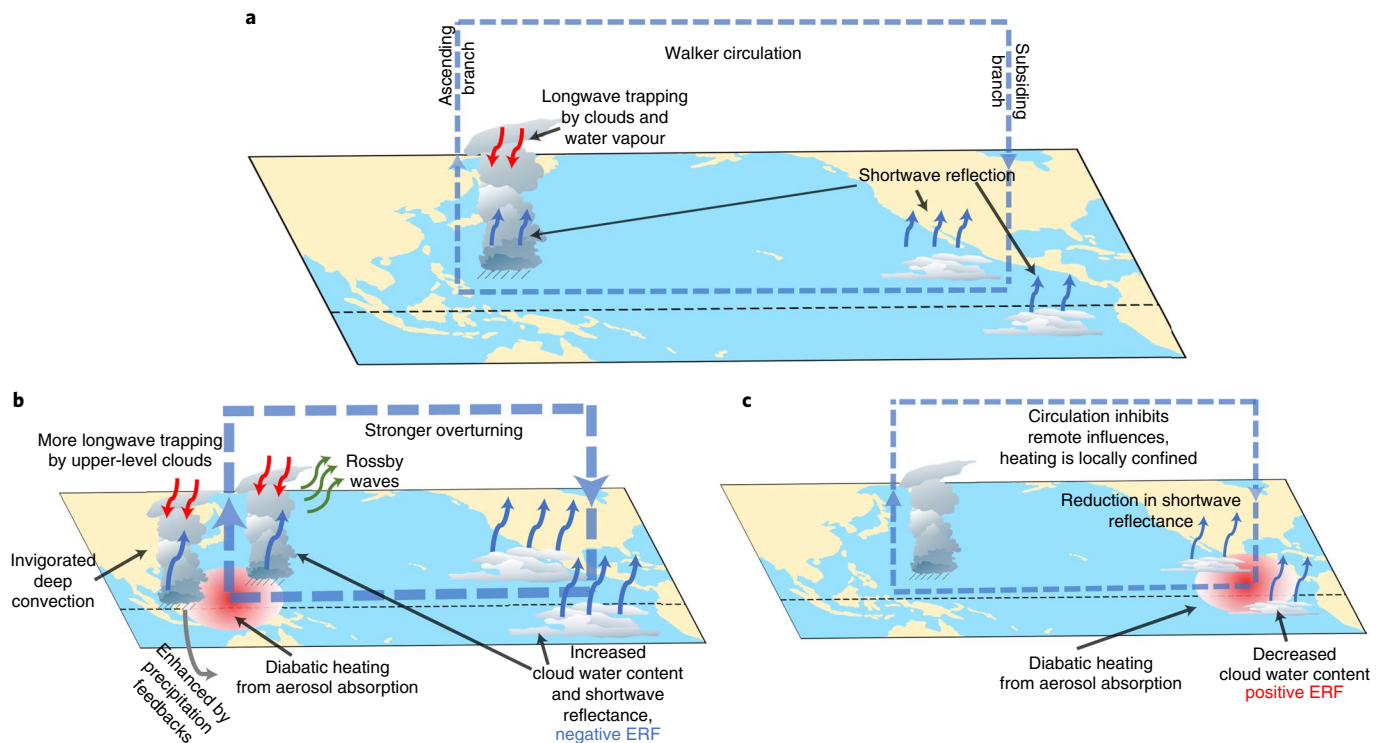 a
Walker circulation
Ascending
branch
Subsiding
branch
Longwave trapping
by clouds and
water vapour
Shortwave reflection
b
Stronger overturning
More longwave trapping
by upper-level clouds
Rossby
waves
Invigorated
deep
convection
Enhanced by
precipitation
feedbacks
Diabatic heating
from aerosol absorption
Increased
cloud water content
and shortwave
reflectance,
negative ERF
c
Circulation inhibits
remote influences,
heating is locally confined
Reduction in shortwave
reflectance
Diabatic heating
from aerosol absorption
Decreased
cloud water content
positive ERF